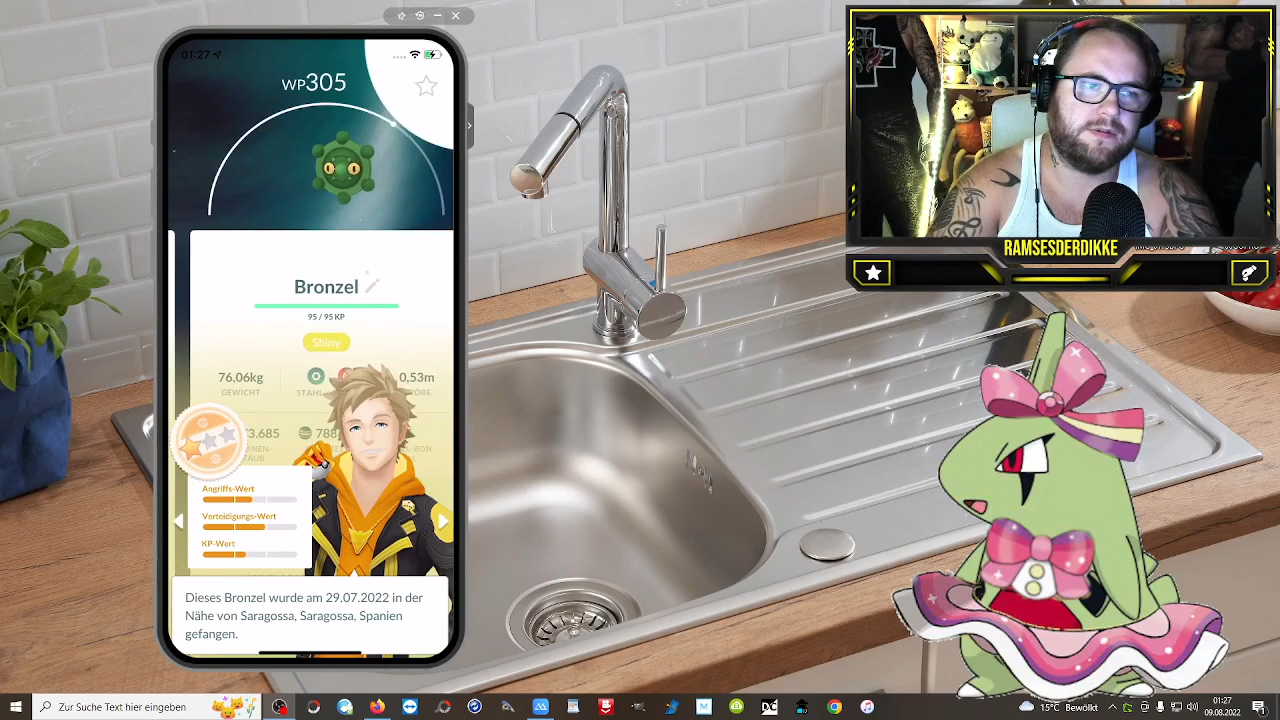 01:27
WP305
Bronzel
95 / 95 KP
Shiny
76,06kg
GEWICHT
0,53m
Angriffs-Wert
Verteidigungs-Wert
KP-Wert
Dieses Bronzel wurde am 29.07.2022 in der
Nähe von Saragossa, Saragossa, Spanien
gefangen.
RAMSESDERDIKKE
Zur Suche Text hier eingeben
15°C Bewölkt
01:27
09.08.2022